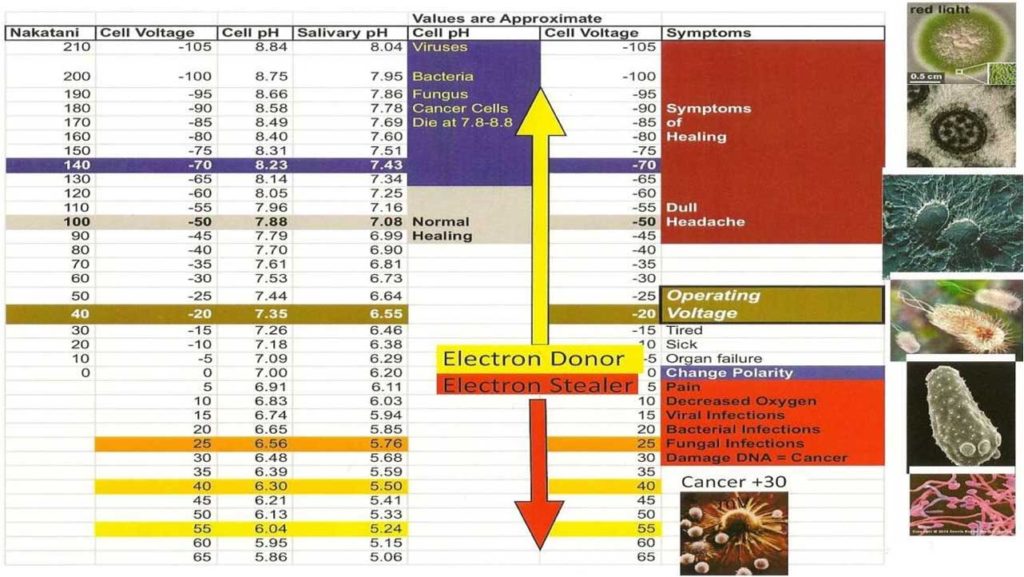 Values are Approximate
Nakatani Cell Voltage Cell pH Salivary pH Cell pH Cell Voltage Symptoms
210 -105 8.84 8.04 Viruses -105
200 -100 8.75 7.95 Bacteria -100
190 -95 8.66 7.86 Fungus -95
180 -90 8.58 7.78 Cancer Cells -90 Symptoms
170 -85 8.49 7.69 Die at 7.8-8.8 -85 of
160 -80 8.40 7.60 -80 Healing
150 -75 8.31 7.51 -75
140 -70 8.23 7.43 -70
130 -65 8.14 7.34 -65
120 -60 8.05 7.25 -60
110 -55 7.96 7.16 -55 Dull
100 -50 7.88 7.08 Normal -50 Headache
90 -45 7.79 6.99 Healing -45
80 -40 7.70 6.90 -40
70 -35 7.61 6.81 -35
60 -30 7.53 6.73 -30
50 -25 7.44 6.64 -25 Operating
40 -20 7.35 6.55 -20 Voltage
30 -15 7.26 6.46 -15 Tired
20 -10 7.18 6.38 -10 Sick
10 -5 7.09 6.29 -5 Organ failure
0 0 7.00 6.20 0 Change Polarity
5 6.91 6.11 5 Pain
10 6.83 6.03 10 Decreased Oxygen
15 6.74 5.94 15 Viral Infections
20 6.65 5.85 20 Bacterial Infections
25 6.56 5.76 25 Fungal Infections
30 6.48 5.68 30 Damage DNA = Cancer
35 6.39 5.59 35
40 6.30 5.50 40
45 6.21 5.41 45
50 6.13 5.33 50
55 6.04 5.24 55
60 5.95 5.15 60
65 5.86 5.06 65
Electron Donor
Electron Stealer
Cancer +30
red light
0.5 cm